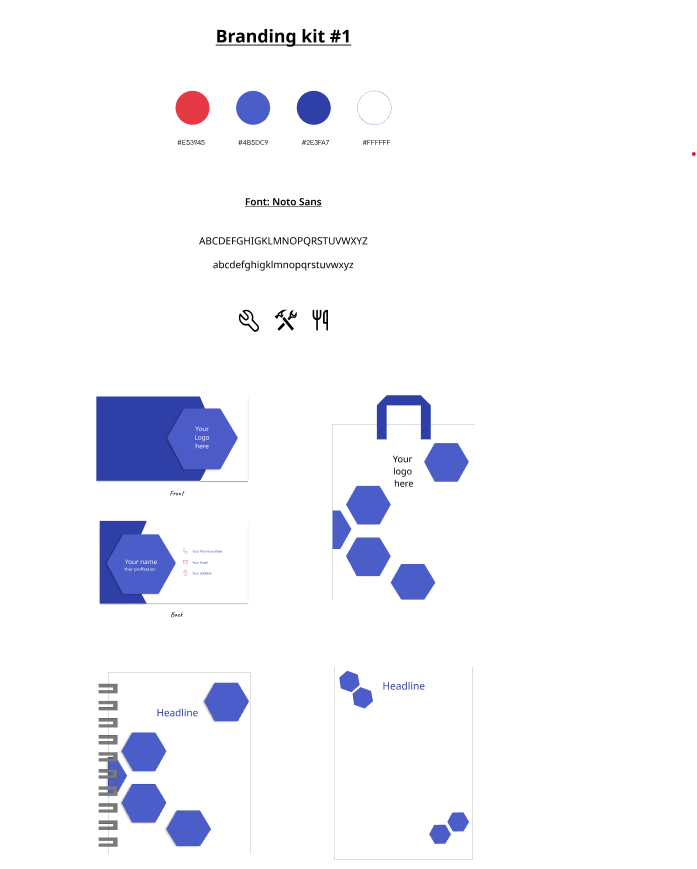 Branding kit #1
#E53945
#4B5DC9
#2E3FA7
#FFFFFF
Font: Noto Sans
ABCDEFGHIGKLMNOPQRSTUVWXYZ
abcdefghigklmnopqrstuvwxyz
Your
Logo
here
Front
Your name
Your proffession
Your Phone number
Your Email
Your address
Back
Your
logo
here
Headline
Headline